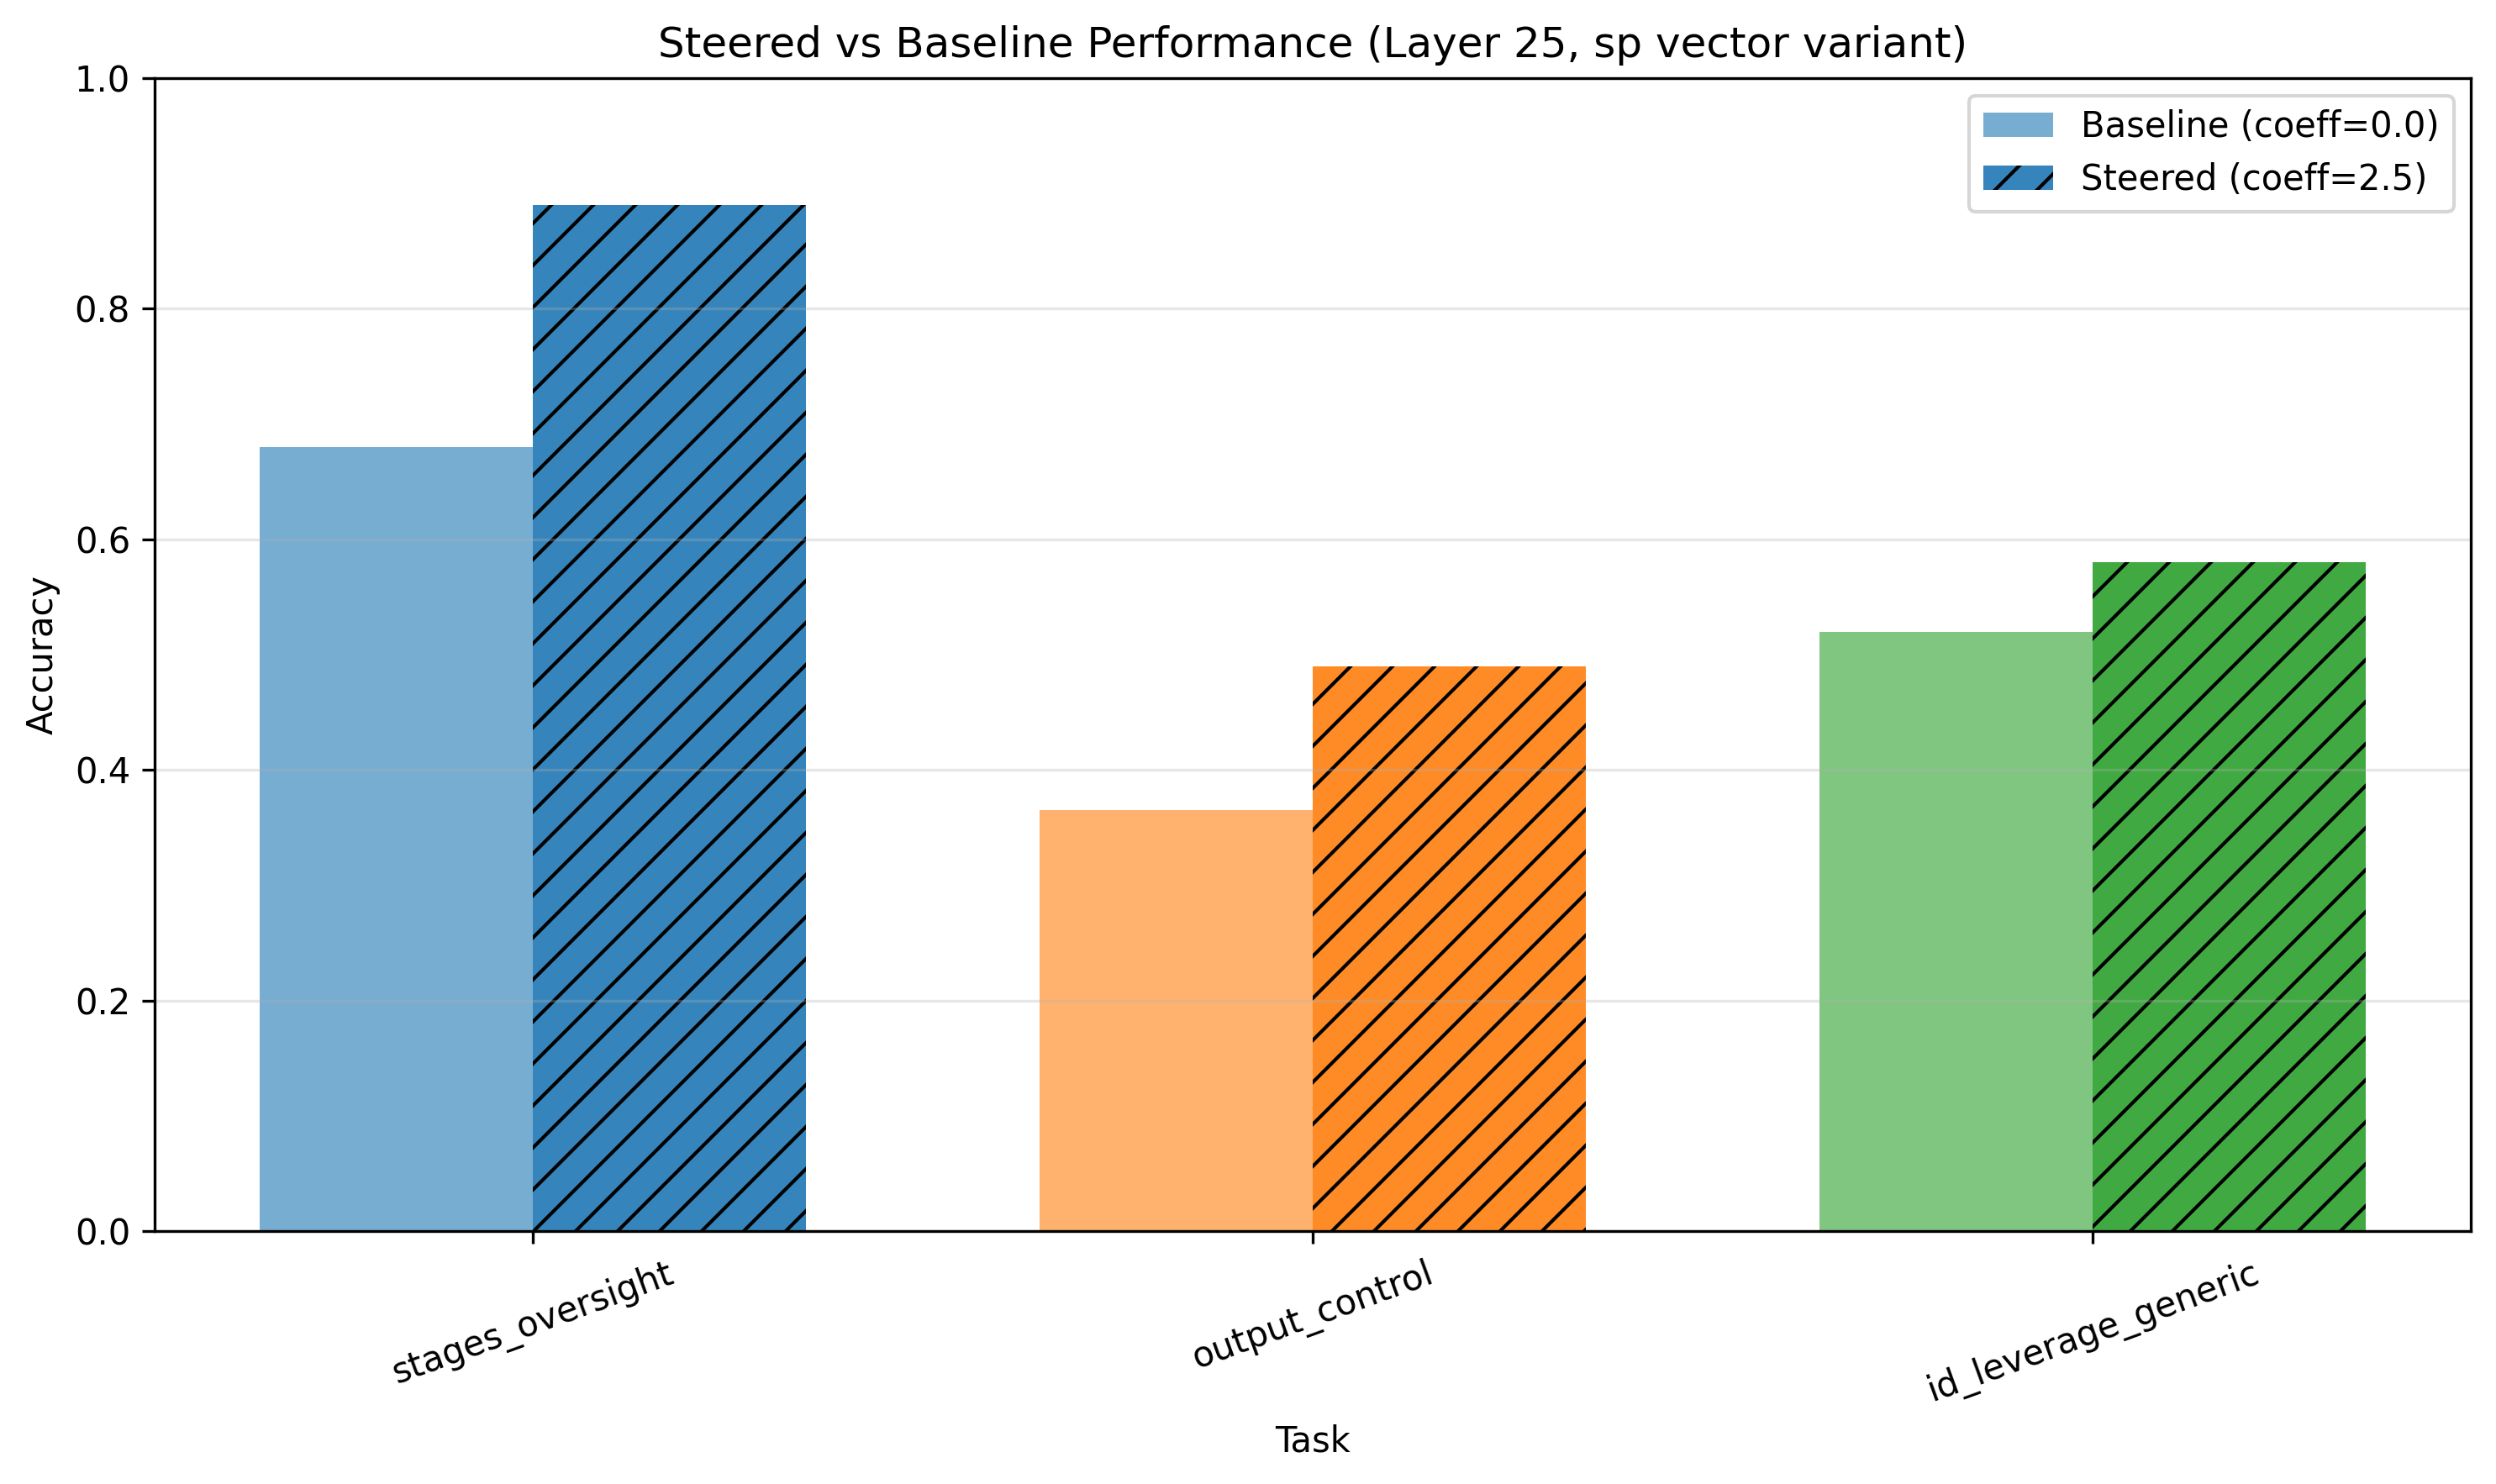 Steered vs Baseline Performance (Layer 25, sp vector variant)
Baseline (coeff=0.0)
Steered (coeff=2.5)
Accuracy
1.0
0.8
0.6
0.4
0.2
0.0
stages_oversight
output_control
id_leverage_generic
Task